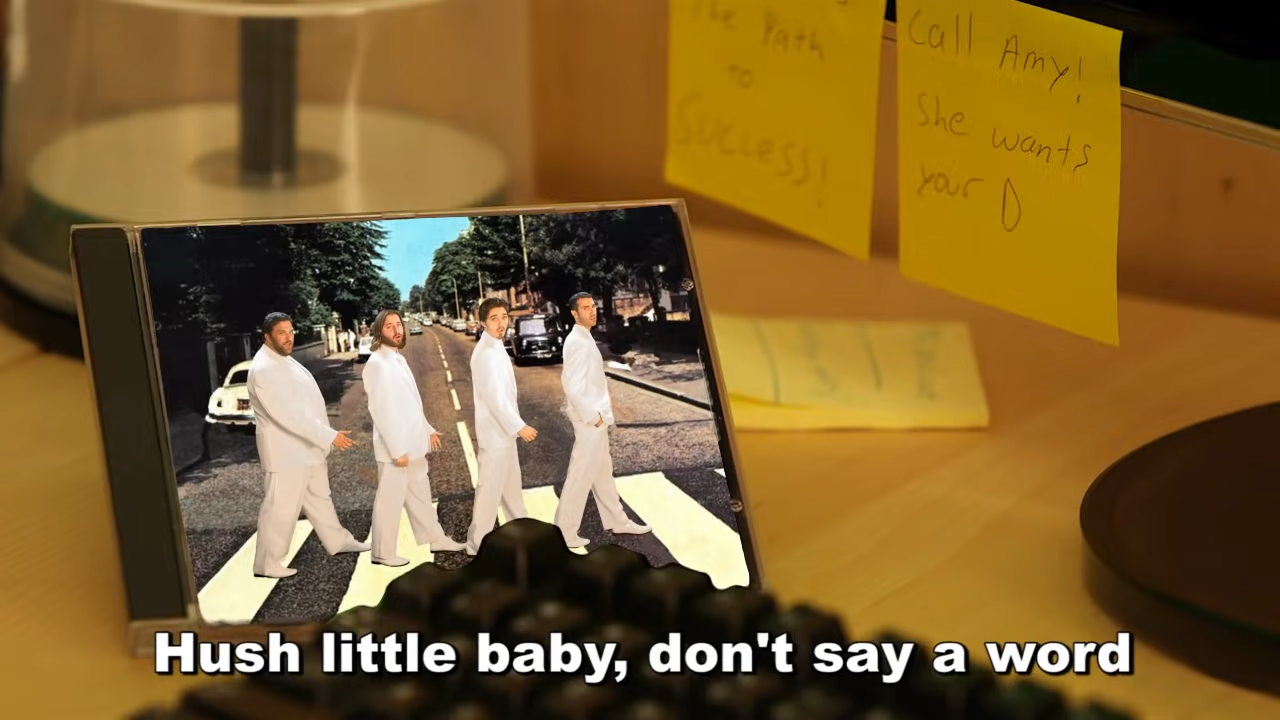 The Path
to
Success!
Call Amy!
She wants
your D
Hush little baby, don't say a word